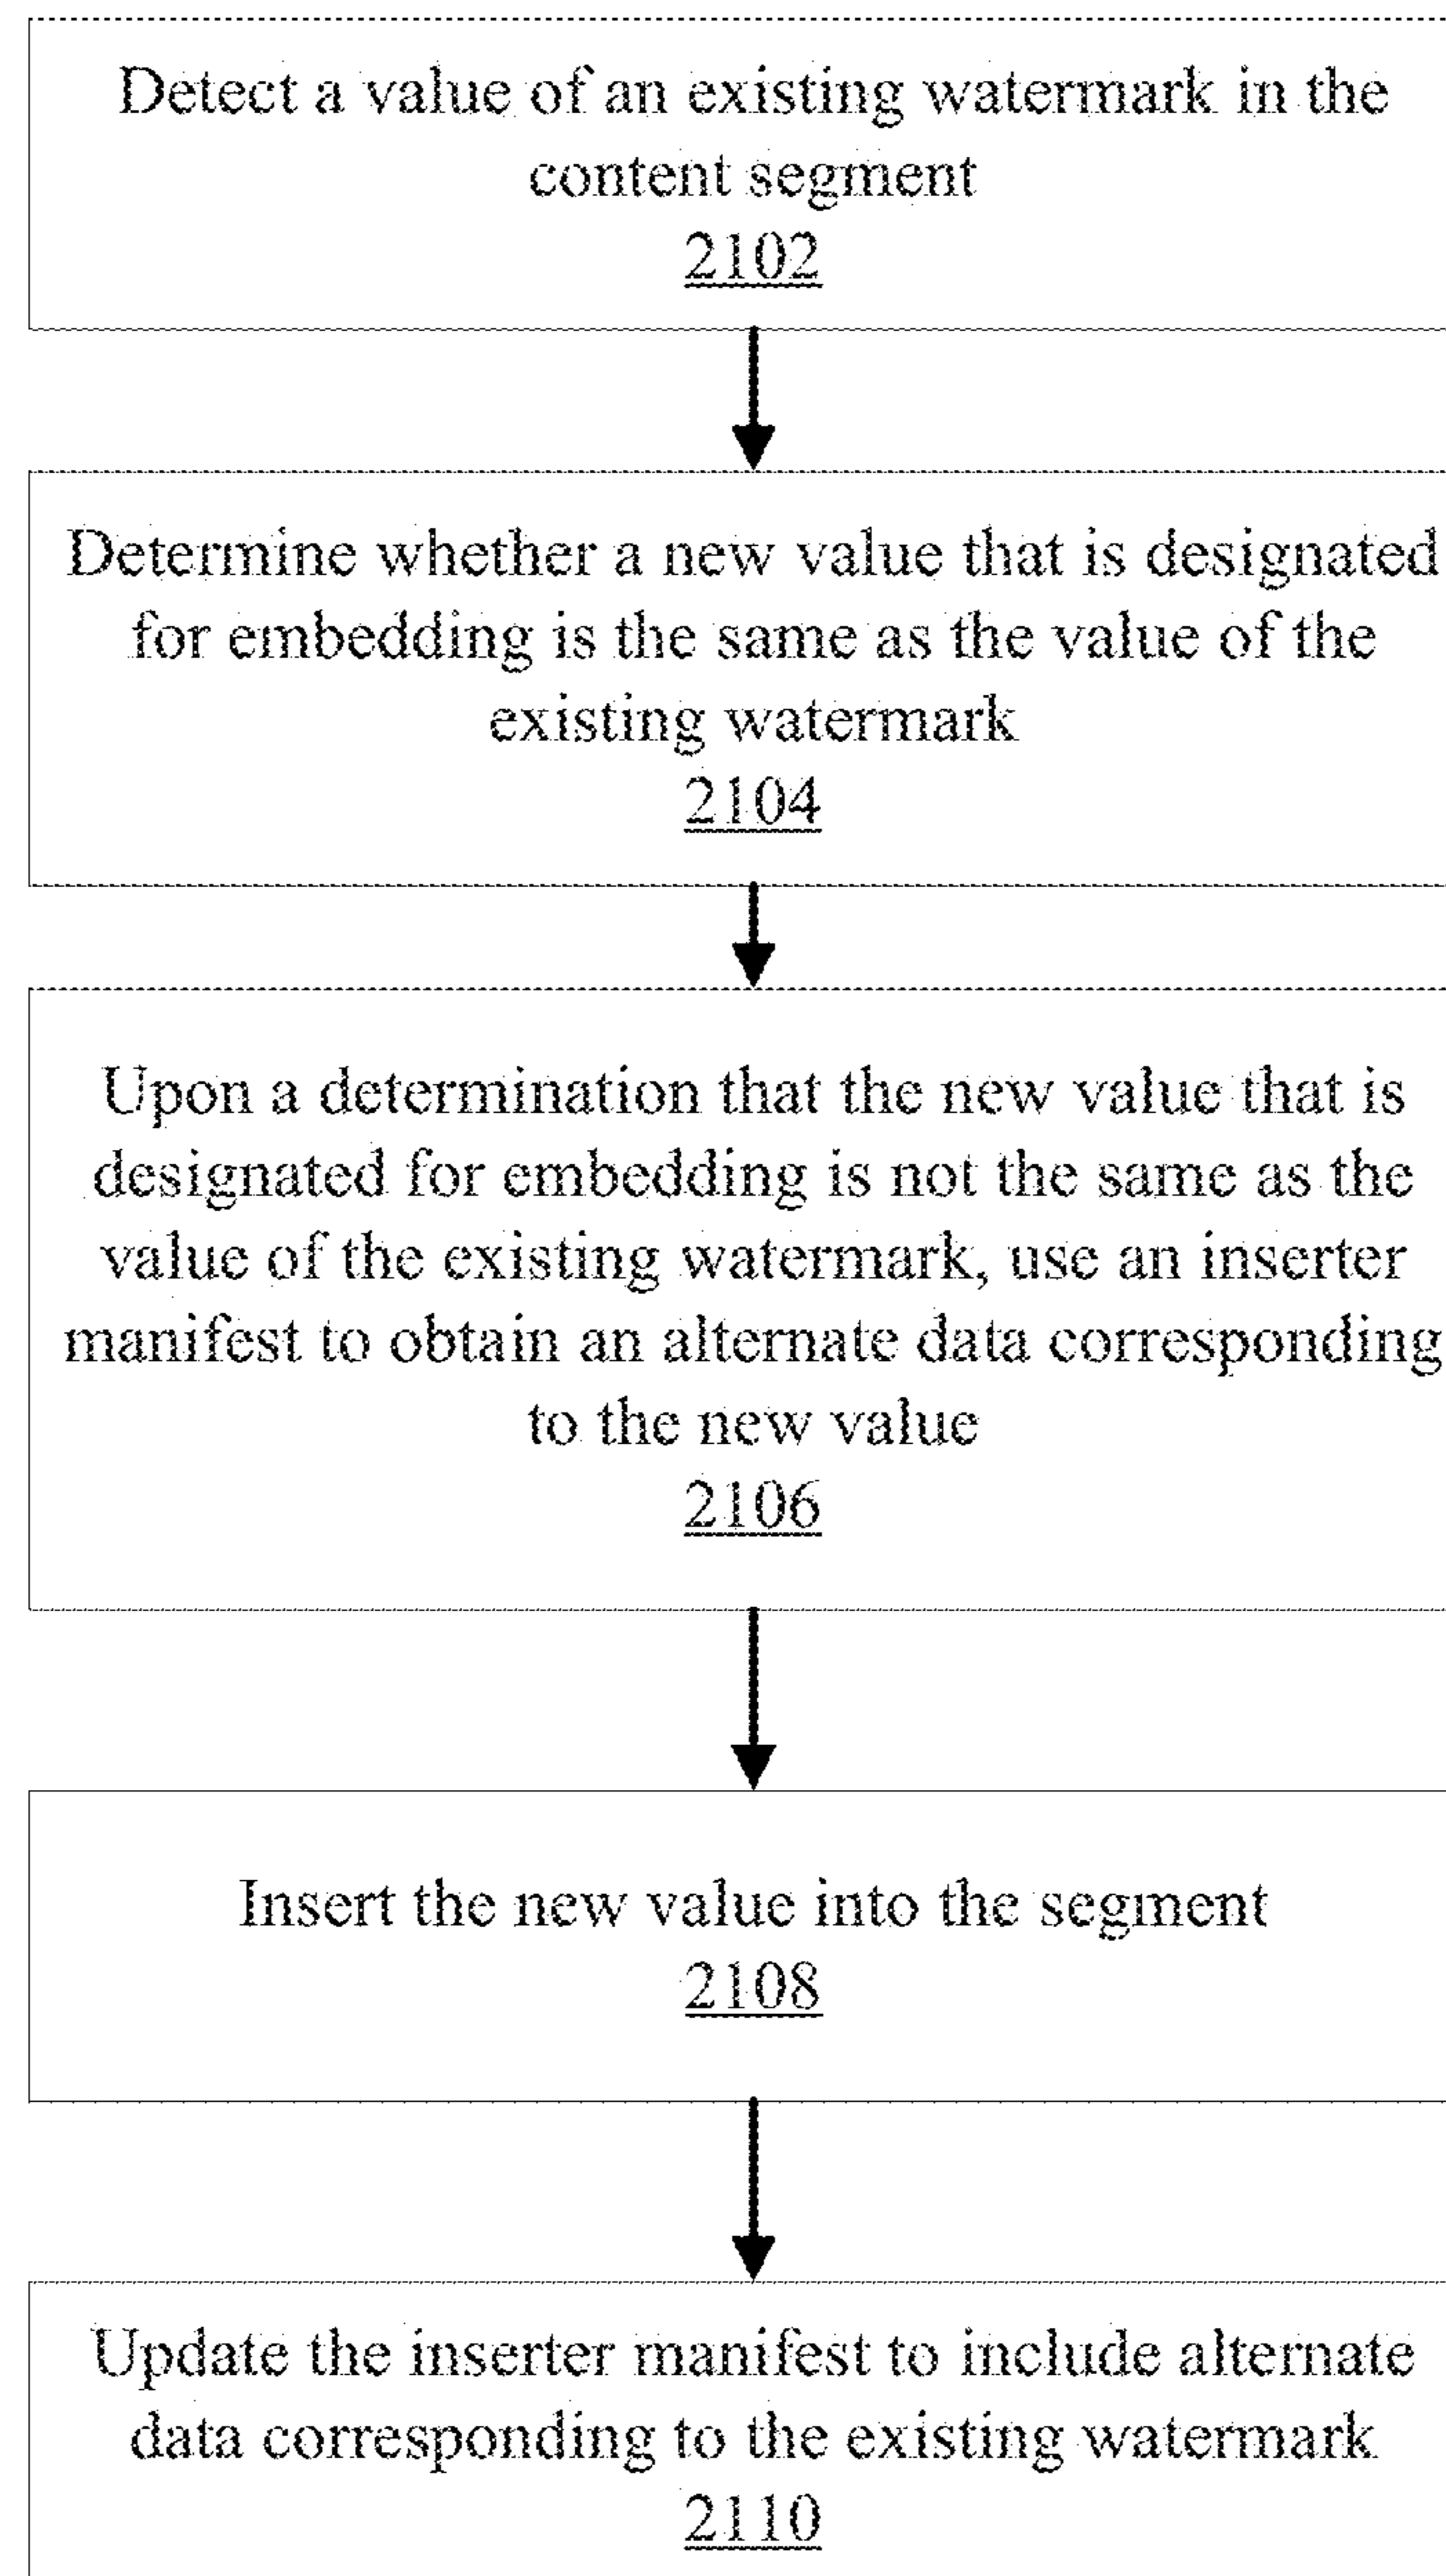 Detect a value of an existing watermark in the
content segment
2102
Determine whether a new value that is designated
for embedding is the same as the value of the
existing watermark
2104
Upon a determination that the new value that is
designated for embedding is not the same as the
value of the existing watermark, use an inserter
manifest to obtain an alternate data corresponding
to the new value
2106
Insert the new value into the segment
2108
Update the inserter manifest to include alternate
data corresponding to the existing watermark
2110